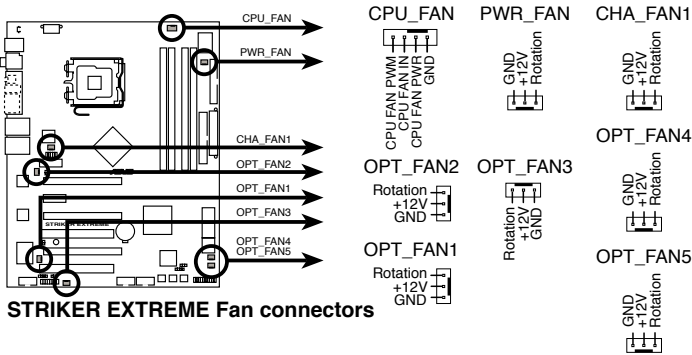 CPU_FAN
PWR_FAN
CHA_FAN1
OPT_FAN2
OPT_FAN1
OPT_FAN3
OPT_FAN4
OPT_FAN5
STRIKER EXTREME
STRIKER EXTREME Fan connectors
CPU_FAN
CPU FAN PWM
CPU FAN IN
CPU FAN PWR
GND
PWR_FAN
GND
+12V
Rotation
CHA_FAN1
GND
+12V
Rotation
OPT_FAN4
GND
+12V
Rotation
OPT_FAN2
Rotation
+12V
GND
OPT_FAN3
Rotation
+12V
GND
OPT_FAN1
Rotation
+12V
GND
OPT_FAN5
GND
+12V
Rotation